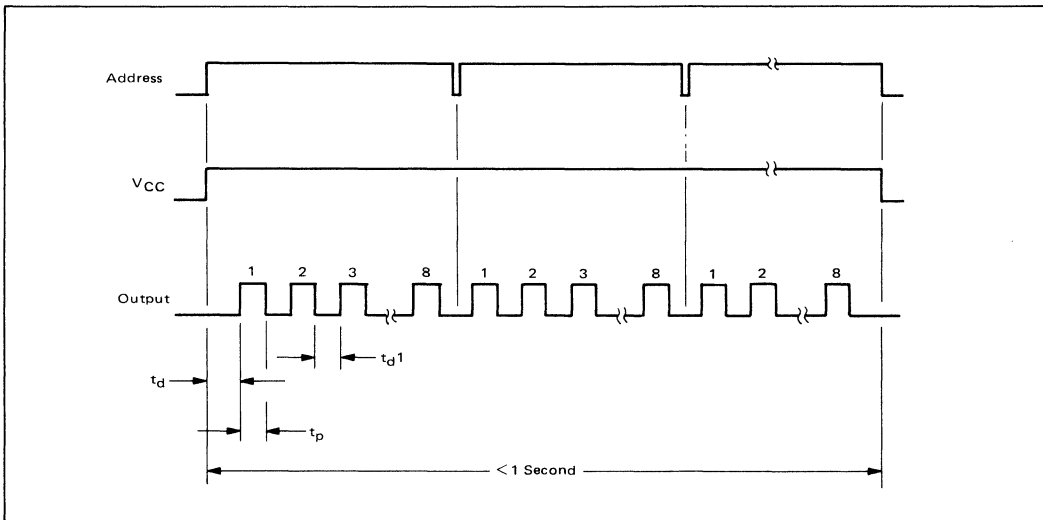 Address
VCC
1 2 3 8 1 2 3 8 1 2 8
Output
td1
td
tp
<1 Second